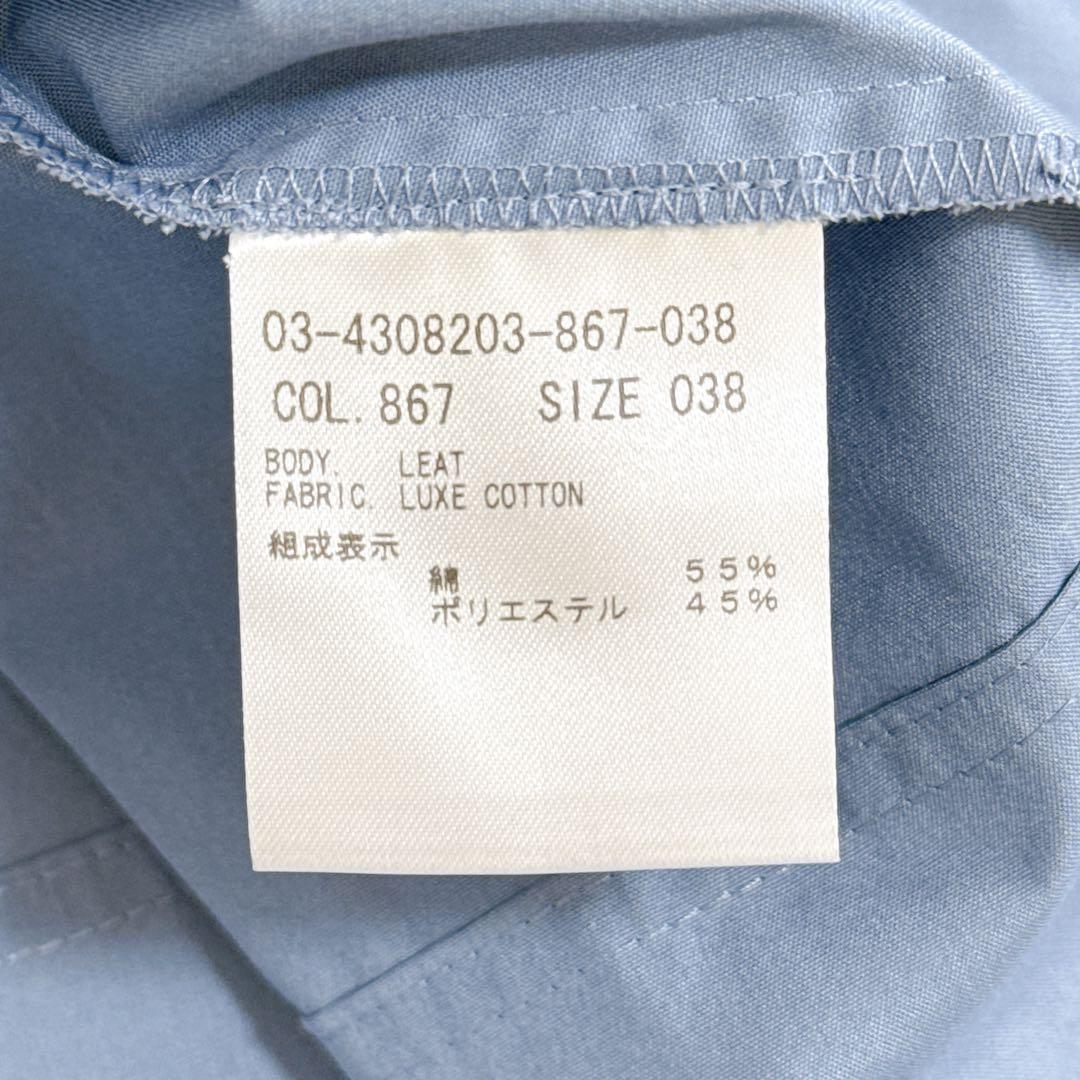 03-4308203-867-038
COL. 867 SIZE 038
BODY. LEAT
FABRIC. LUXE COTTON
組成表示
綿 55%
ポリエステル 45%